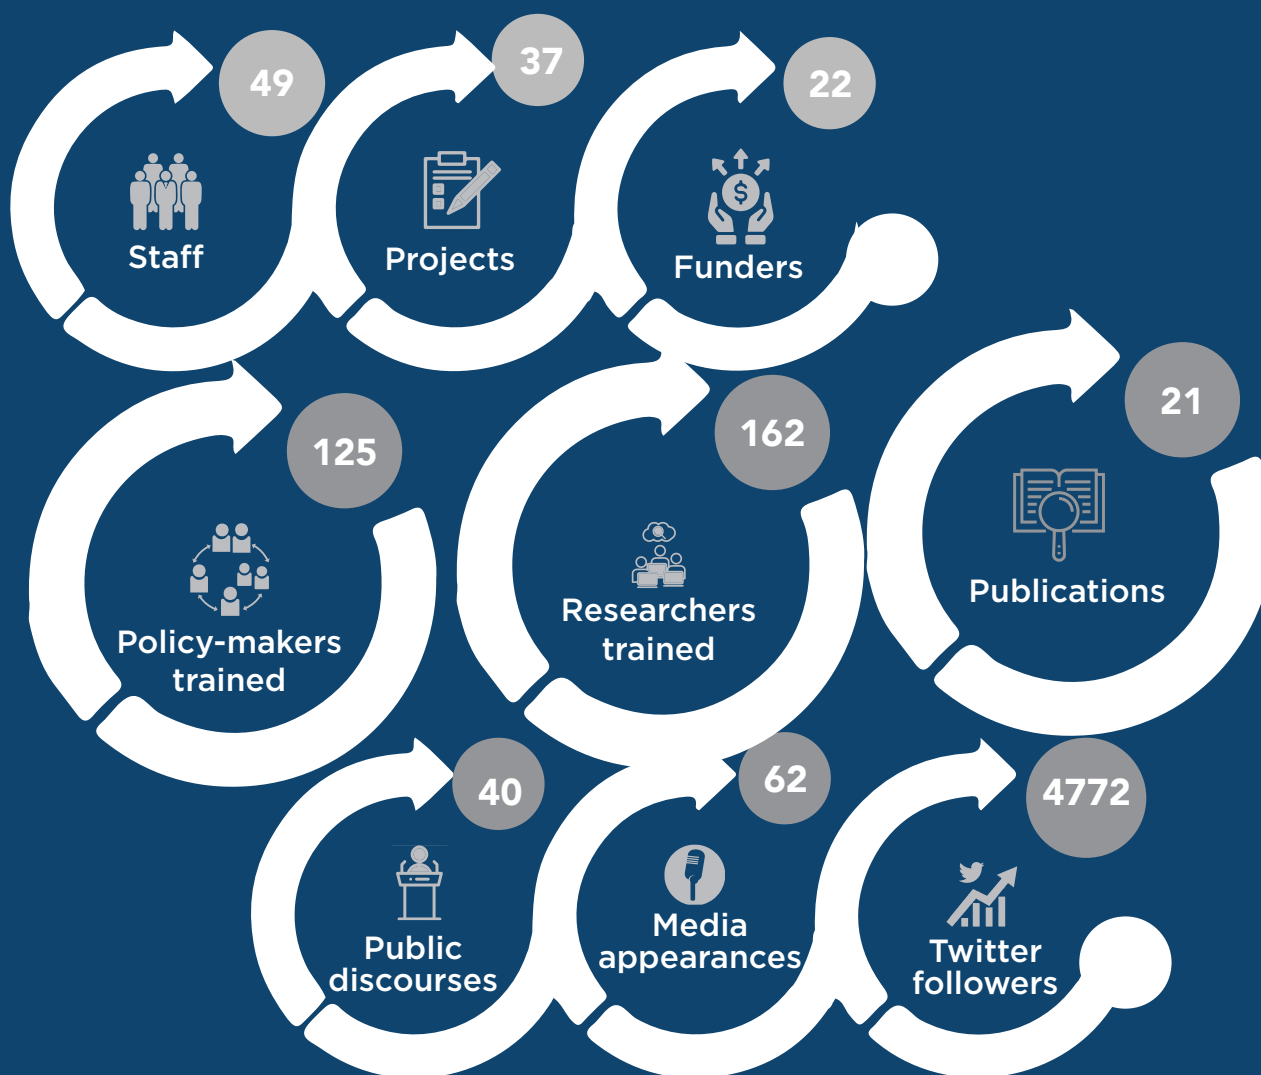 49
Staff
37
Projects
22
$
Funders
125
Policy-makers
trained
162
Researchers
trained
21
Publications
40
Public
discourses
62
Media
appearances
4772
Twitter
followers